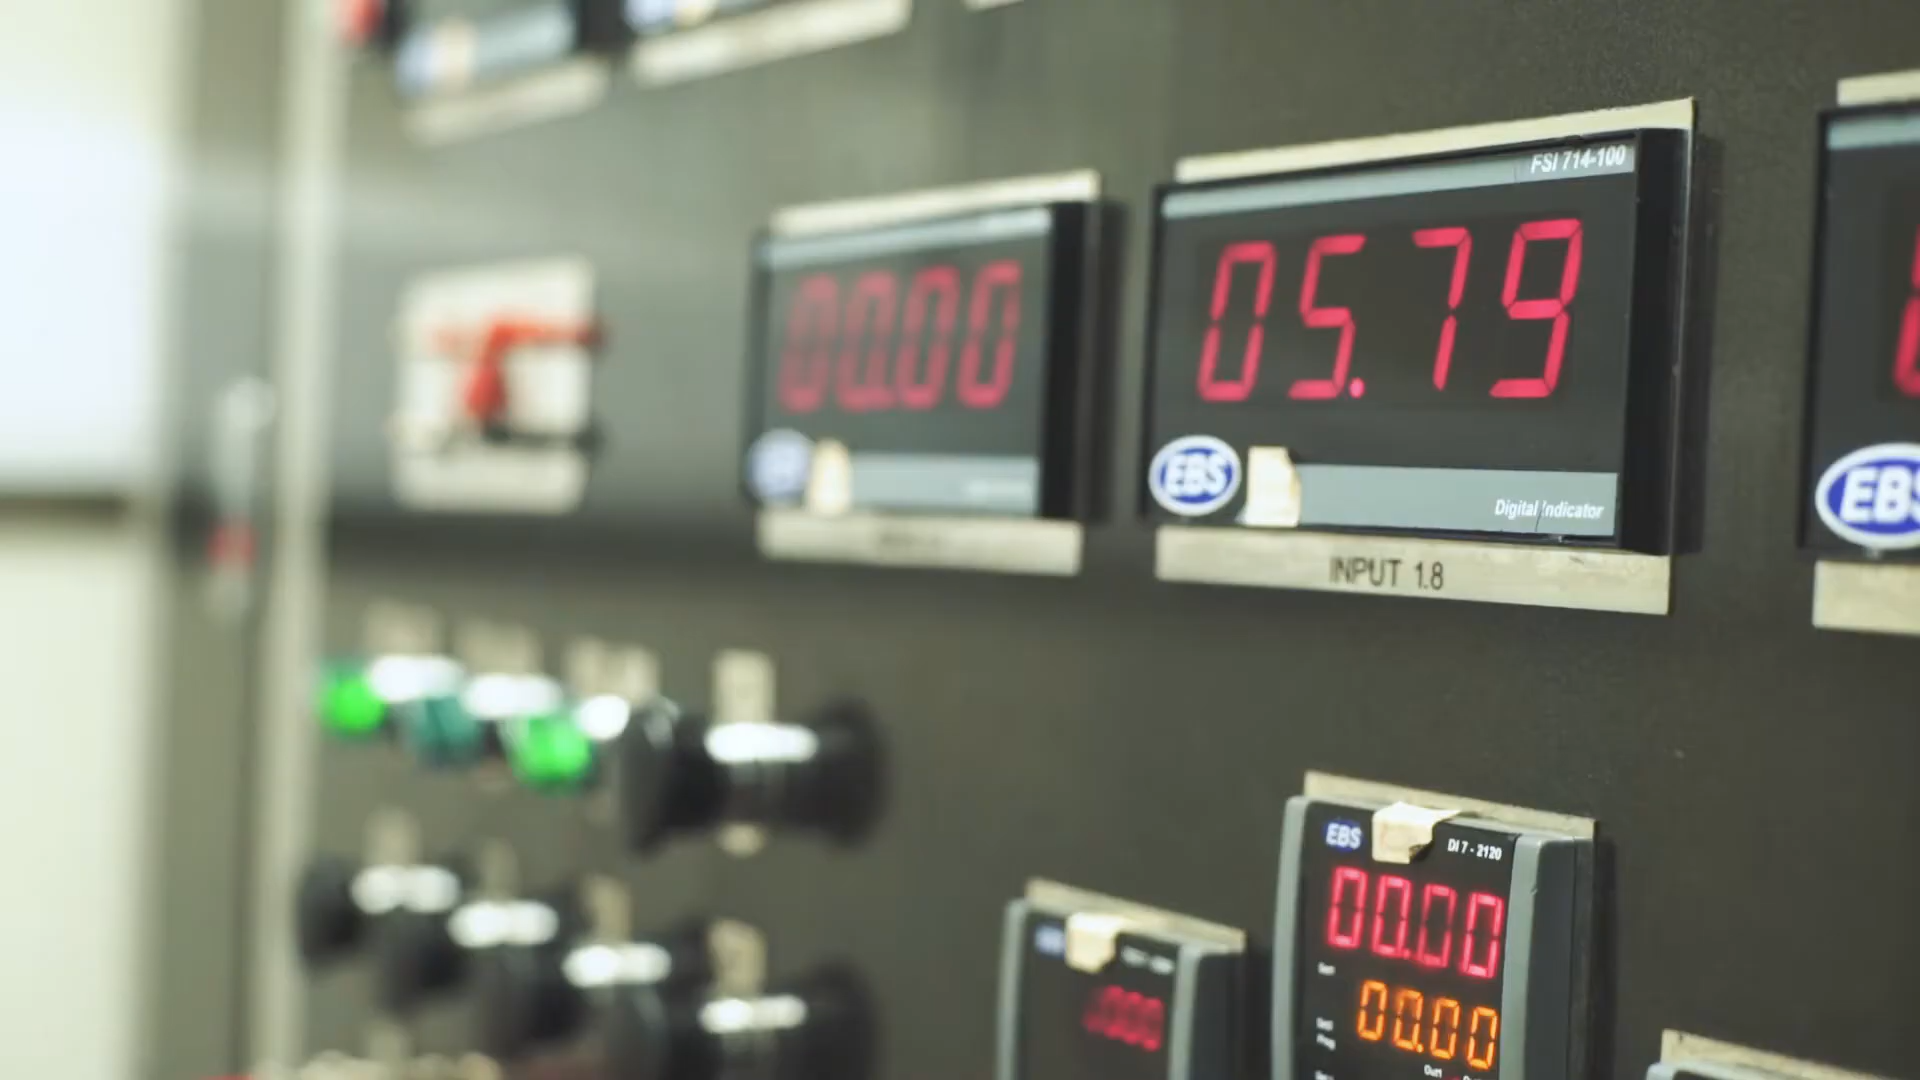 FSI 714-100
00.00
05.79
EBS
EBS
Digital Indicator
INPUT 1.8
EBS
DI 7 - 2120
00.00
00.00
Out1